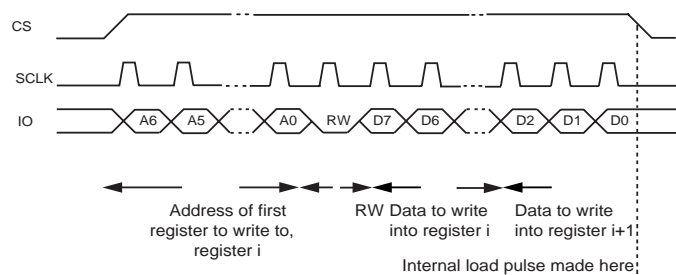 CS
SCLK
IO
A6 A5 A0 RW D7 D6 D2 D1 D0
Address of first
register to write to,
register i
RW Data to write
into register i
Data to write
into register i+1
Internal load pulse made here